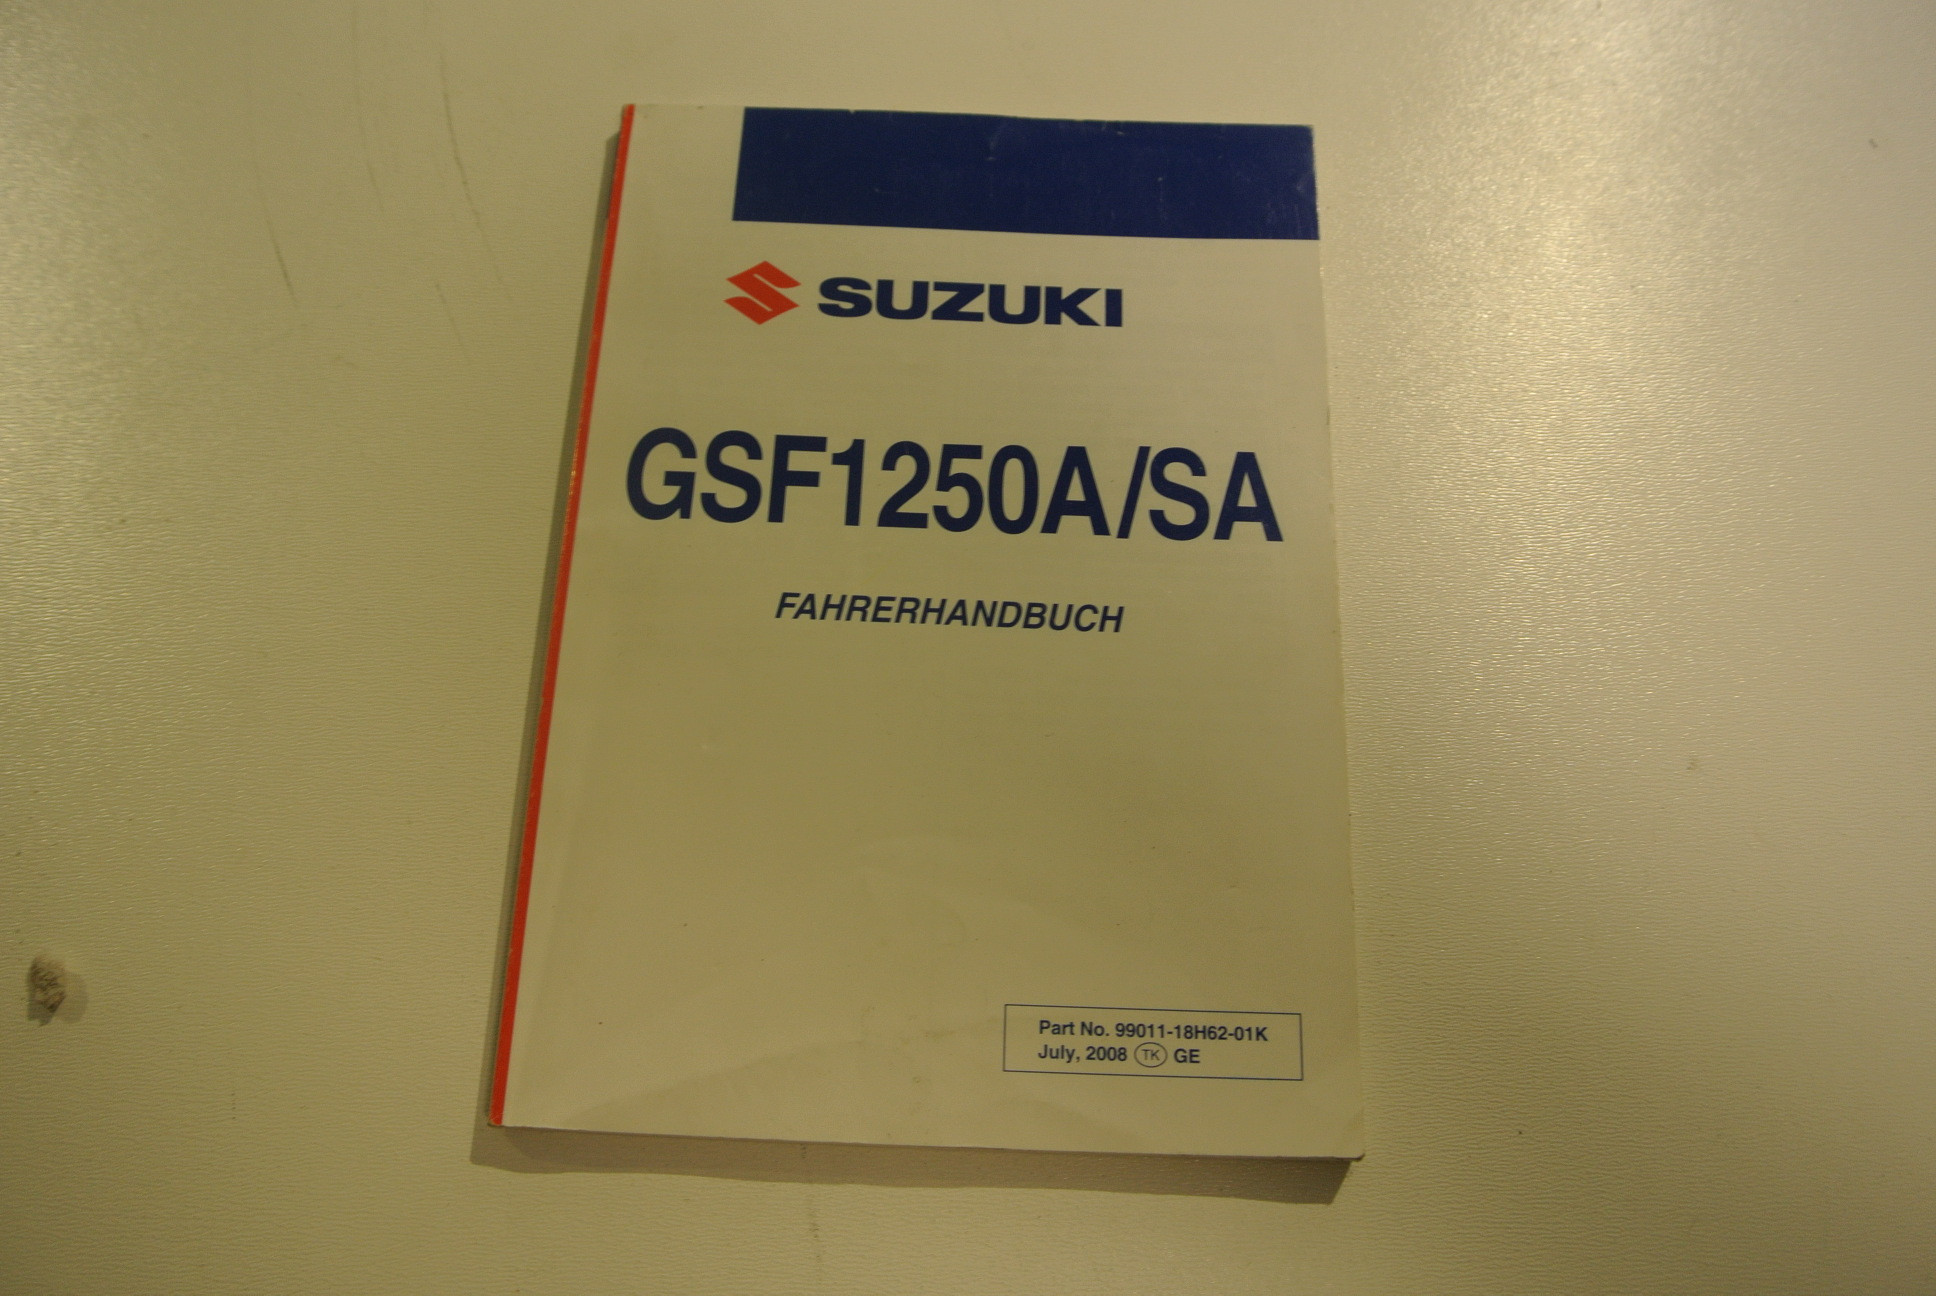 SUZUKI
GSF1250A/SA
FAHRERHANDBUCH
Part No. 99011-18H62-01K
July, 2008 TK GE